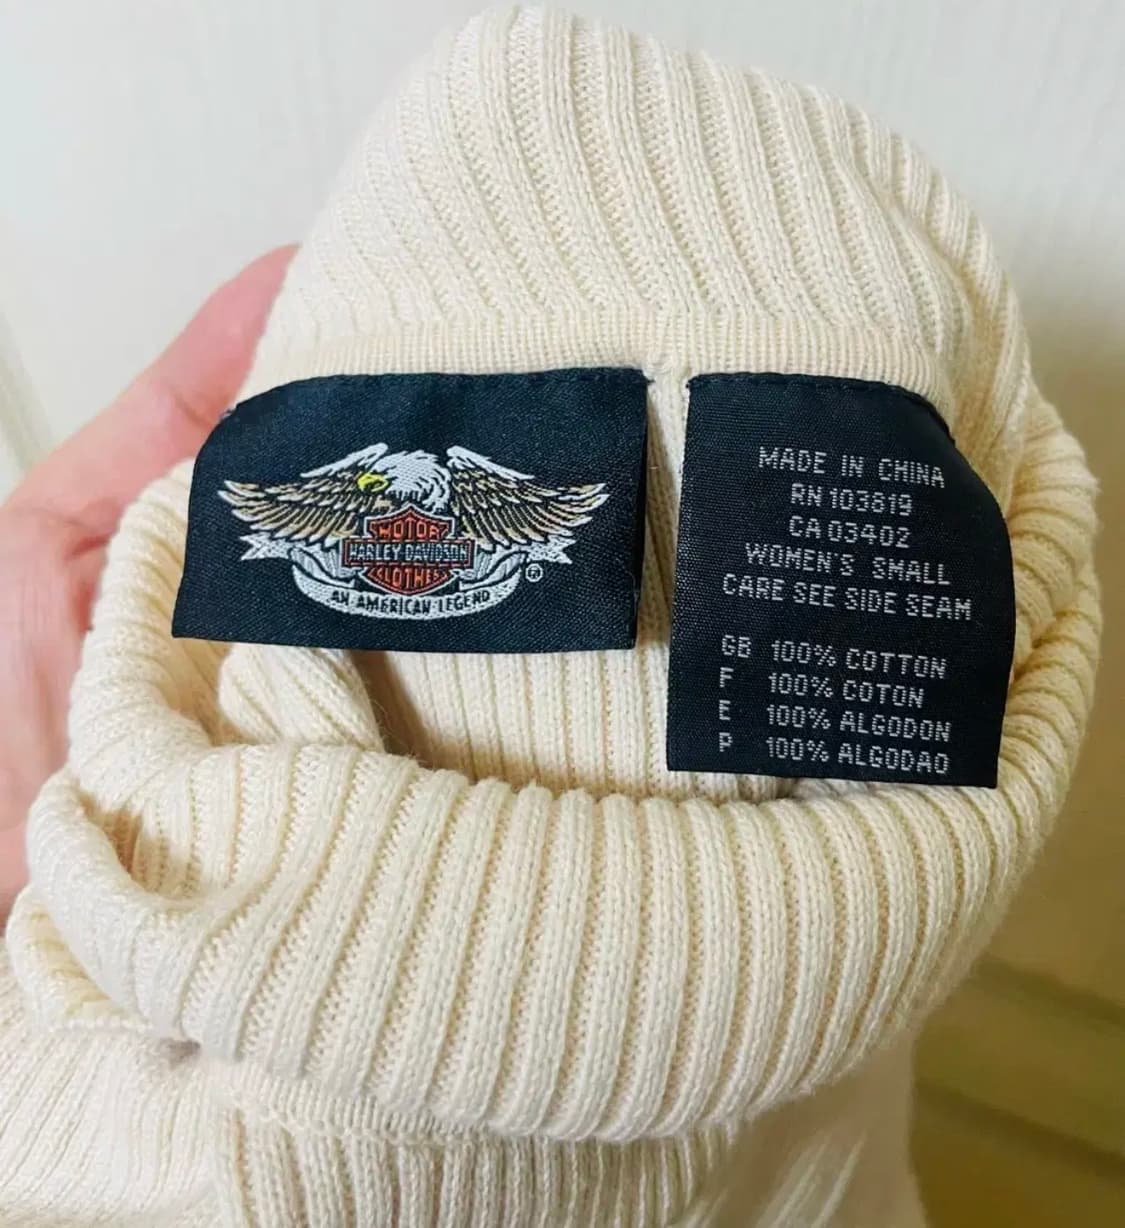 MOTOR
HARLEY-DAVIDSON
CLOTHES
AN AMERICAN LEGEND
®
MADE IN CHINA
RN 103819
CA 03402
WOMEN'S SMALL
CARE SEE SIDE SEAM
GB 100% COTTON
F 100% COTON
E 100% ALGODON
P 100% ALGODAO